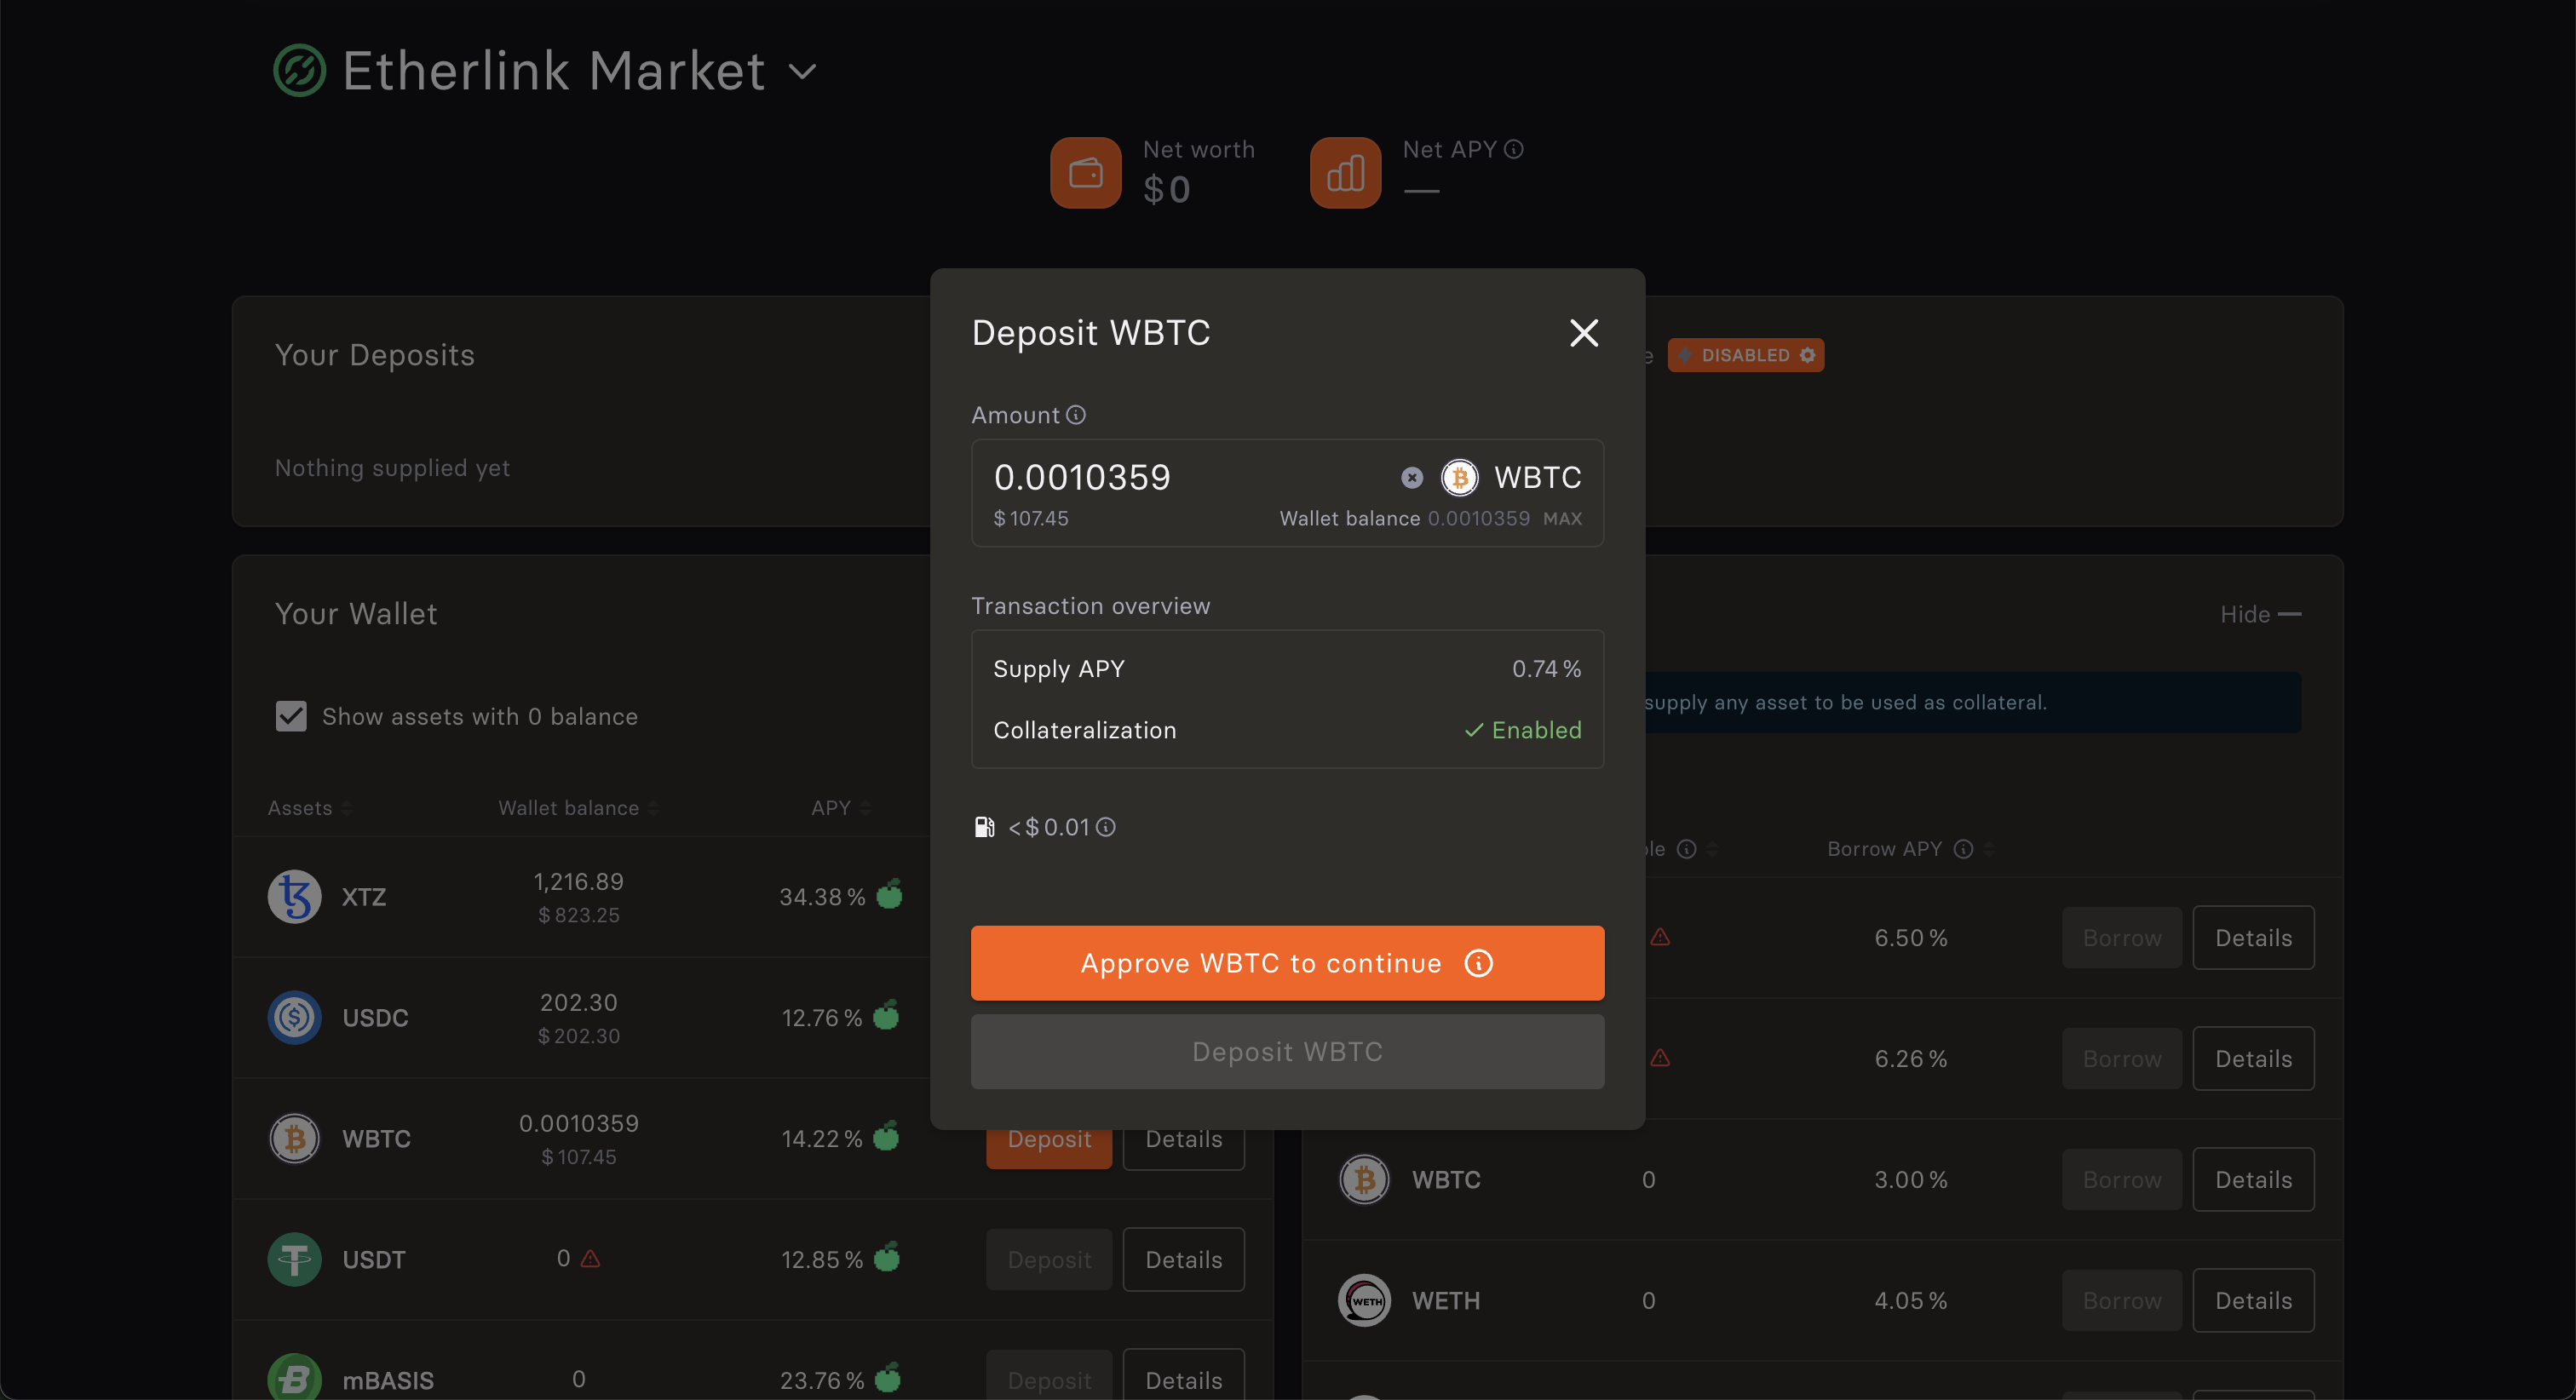 Etherlink Market
Net worth
$0
Net APY
—
Your Deposits
Nothing supplied yet
DISABLED
Deposit WBTC
Amount
0.0010359
WBTC
$107.45
Wallet balance 0.0010359 MAX
Transaction overview
Supply APY
0.74%
Collateralization
Enabled
<$0.01
Approve WBTC to continue
Deposit WBTC
Your Wallet
Show assets with 0 balance
Assets
Wallet balance
APY
XTZ
1,216.89
$823.25
34.38%
USDC
202.30
$202.30
12.76%
WBTC
0.0010359
$107.45
14.22%
Deposit
Details
USDT
0
12.85%
Deposit
Details
mBASIS
0
23.76%
Deposit
Details
Hide —
supply any asset to be used as collateral.
Borrow APY
6.50%
Borrow
Details
6.26%
Borrow
Details
WBTC
0
3.00%
Borrow
Details
WETH
WETH
0
4.05%
Borrow
Details